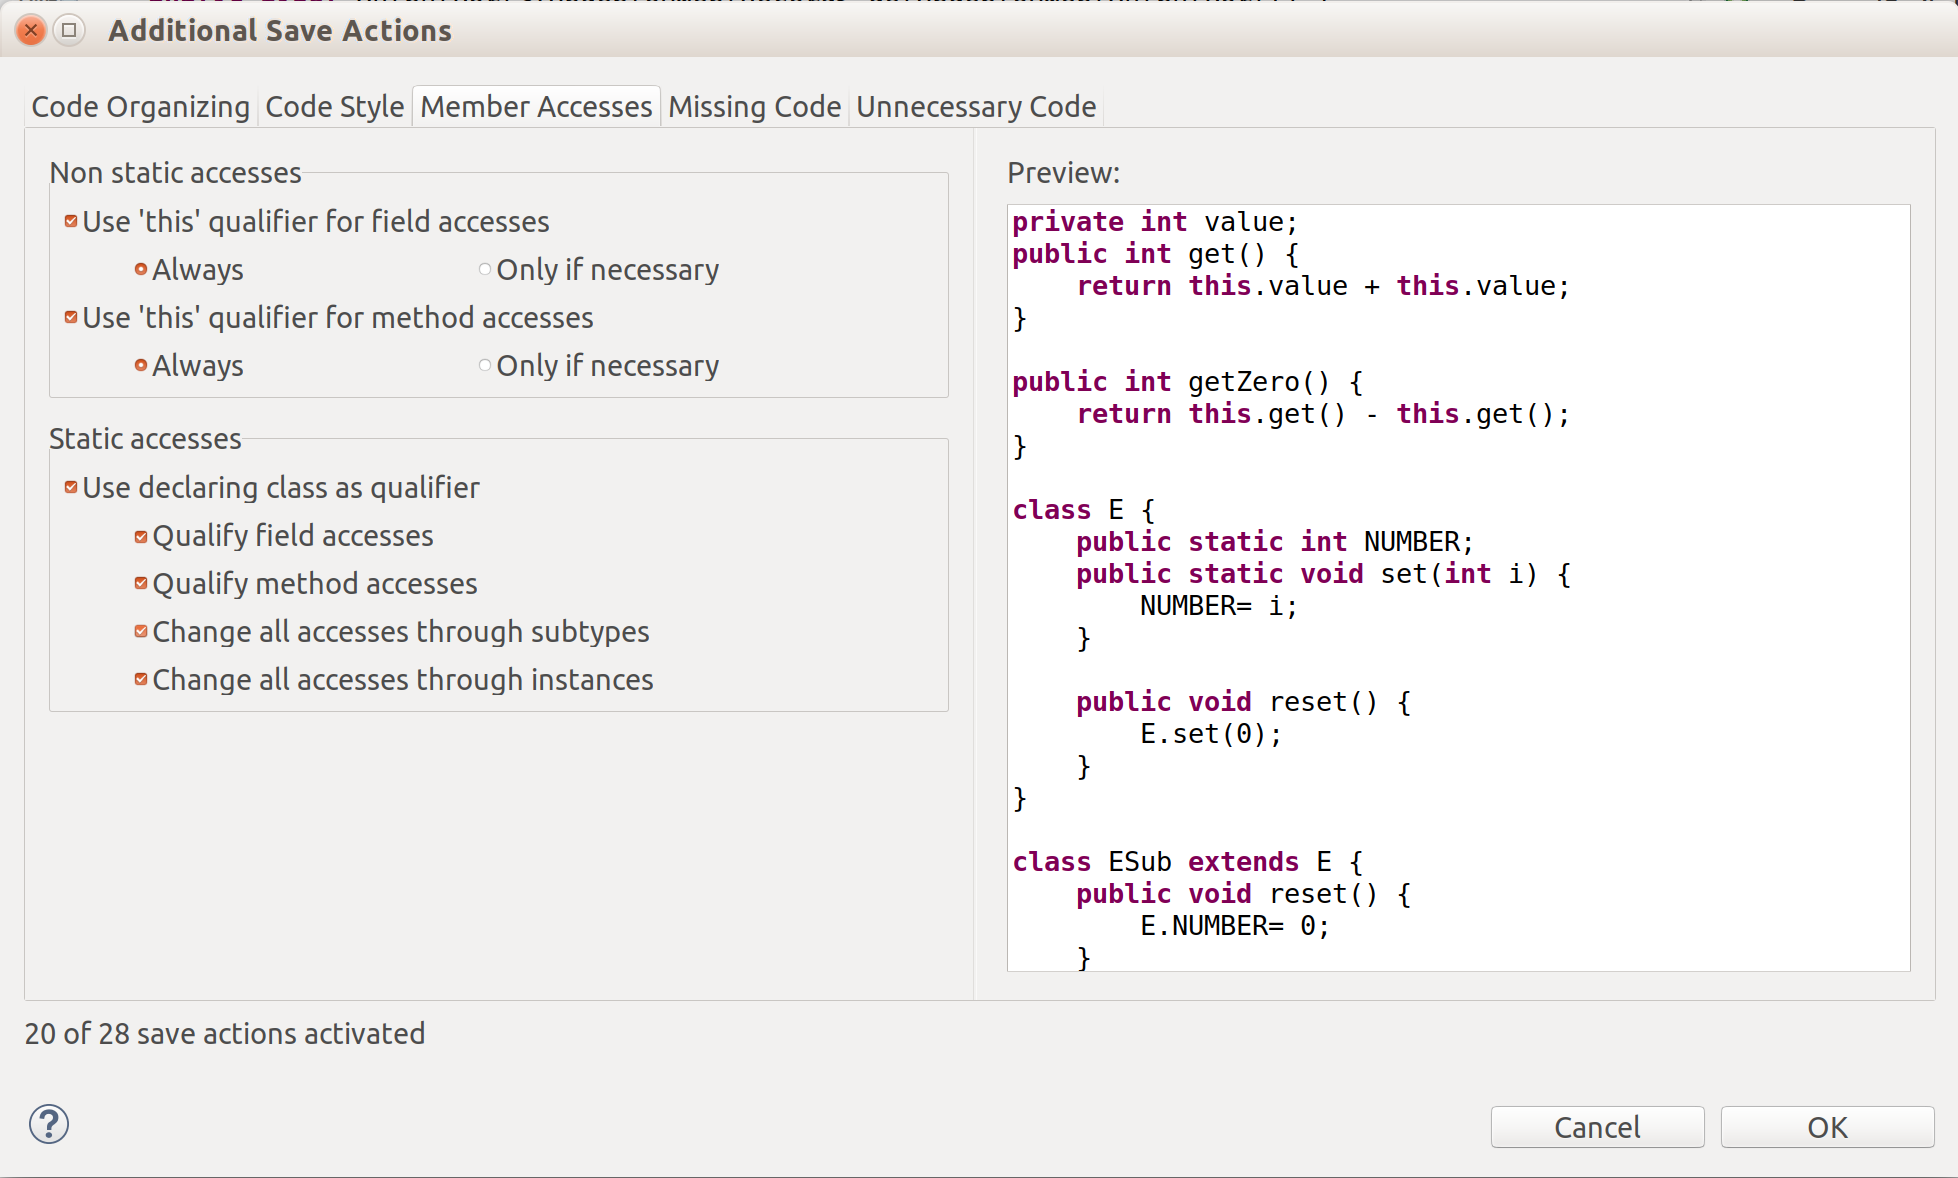 Additional Save Actions
Code Organizing Code Style Member Accesses Missing Code Unnecessary Code
Non static accesses
Use 'this' qualifier for field accesses
Always Only if necessary
Use 'this' qualifier for method accesses
Always Only if necessary
Static accesses
Use declaring class as qualifier
Qualify field accesses
Qualify method accesses
Change all accesses through subtypes
Change all accesses through instances
Preview:
private int value;
public int get() {
    return this.value + this.value;
}
public int getZero() {
    return this.get() - this.get();
}
class E {
    public static int NUMBER;
    public static void set(int i) {
        NUMBER= i;
    }
    public void reset() {
        E.set(0);
    }
}
class ESub extends E {
    public void reset() {
        E.NUMBER= 0;
    }
20 of 28 save actions activated
?
Cancel OK